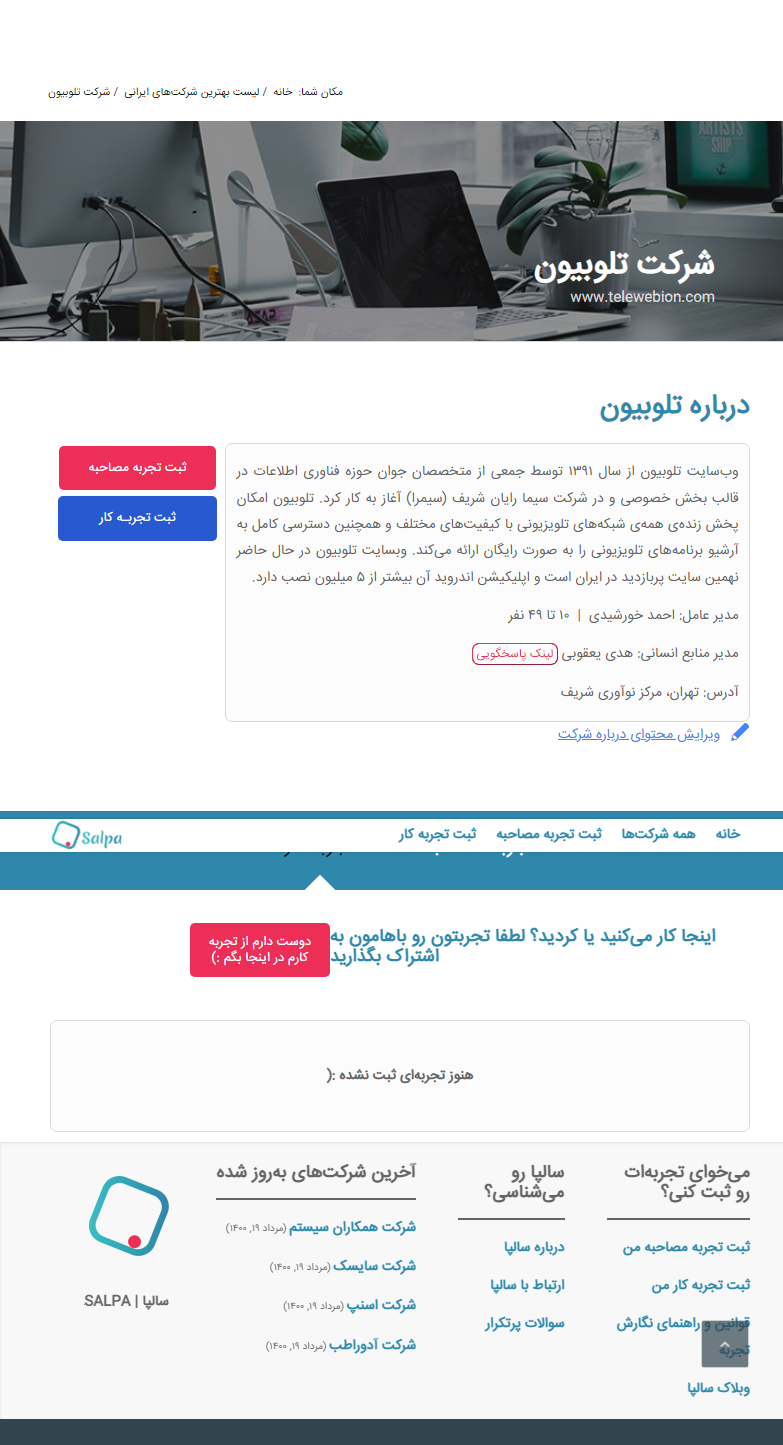 مکان شما: خانه / لیست بهترین شرکت‌های ایرانی / شرکت تلوبیون
ARTISTS
SHIP
شرکت تلوبیون
www.telewebion.com
درباره تلوبیون
وب‌سایت تلوبیون از سال ۱۳۹۱ توسط جمعی از متخصصان جوان حوزه فناوری اطلاعات در
قالب بخش خصوصی و در شرکت سیما رایان شریف (سیمرا) آغاز به کار کرد. تلوبیون امکان
پخش زنده‌ی همه‌ی شبکه‌های تلویزیونی با کیفیت‌های مختلف و همچنین دسترسی کامل به
آرشیو برنامه‌های تلویزیونی را به صورت رایگان ارائه می‌کند. وبسایت تلوبیون در حال حاضر
نهمین سایت پربازدید در ایران است و اپلیکیشن اندروید آن بیشتر از ۵ میلیون نصب دارد.
مدیر عامل: احمد خورشیدی | ۱۰ تا ۴۹ نفر
مدیر منابع انسانی: هدی یعقوبی لینک پاسخگویی
آدرس: تهران، مرکز نوآوری شریف
ویرایش محتوای درباره شرکت
ثبت تجربه مصاحبه
ثبت تجربـه کار
خانه همه شرکت‌ها ثبت تجربه مصاحبه ثبت تجربه کار
Salpa
اینجا کار می‌کنید یا کردید؟ لطفا تجربتون رو باهامون به
اشتراک بگذارید
دوست دارم از تجربه
کارم در اینجا بگم :)
هنوز تجربه‌ای ثبت نشده :(
می‌خوای تجربه‌ات
رو ثبت کنی؟
ثبت تجربه مصاحبه من
ثبت تجربه کار من
قوانین و راهنمای نگارش
تجربه
وبلاک سالپا
سالپا رو
می‌شناسی؟
درباره سالپا
ارتباط با سالپا
سوالات پرتکرار
آخرین شرکت‌های به‌روز شده
شرکت همکاران سیستم (مرداد ۱۹, ۱۴۰۰)
شرکت سایسک (مرداد ۱۹, ۱۴۰۰)
شرکت اسنپ (مرداد ۱۹, ۱۴۰۰)
شرکت آدوراطب (مرداد ۱۹, ۱۴۰۰)
سالپا | SALPA